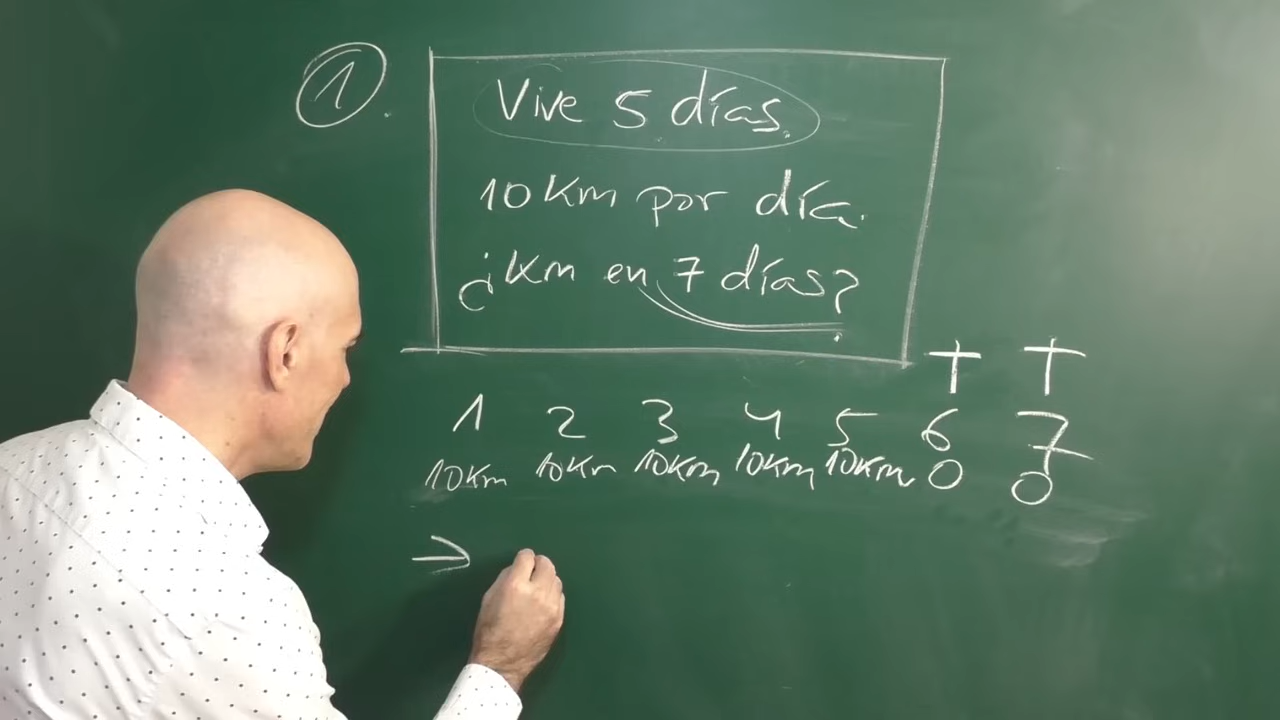 1
Vive 5 días.
10 Km por día.
¿Km en 7 días?
1 2 3 4 5 6 7
10Km 10Km 10Km 10Km 10Km 0 0
→